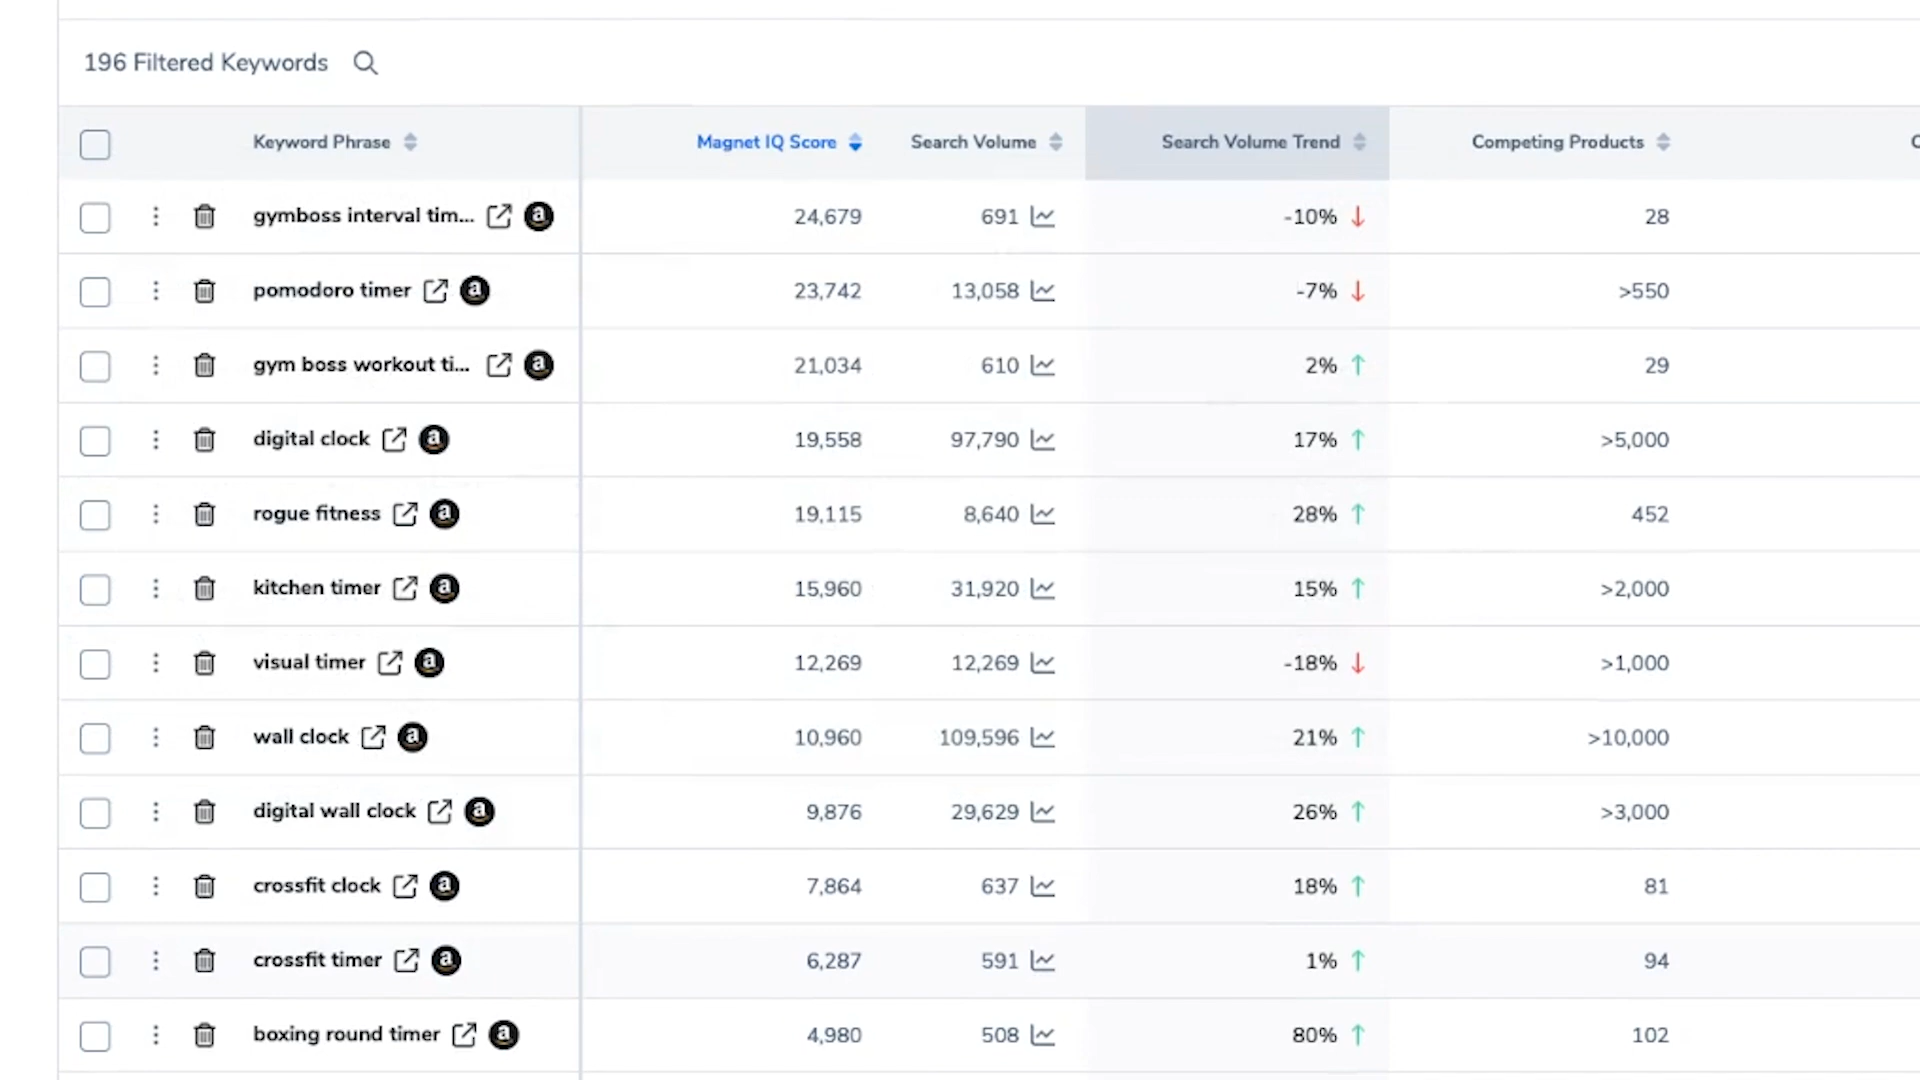 196 Filtered Keywords
Keyword Phrase Magnet IQ Score Search Volume Search Volume Trend Competing Products
gymboss interval tim... 24,679 691 -10% 28
pomodoro timer 23,742 13,058 -7% >550
gym boss workout ti... 21,034 610 2% 29
digital clock 19,558 97,790 17% >5,000
rogue fitness 19,115 8,640 28% 452
kitchen timer 15,960 31,920 15% >2,000
visual timer 12,269 12,269 -18% >1,000
wall clock 10,960 109,596 21% >10,000
digital wall clock 9,876 29,629 26% >3,000
crossfit clock 7,864 637 18% 81
crossfit timer 6,287 591 1% 94
boxing round timer 4,980 508 80% 102